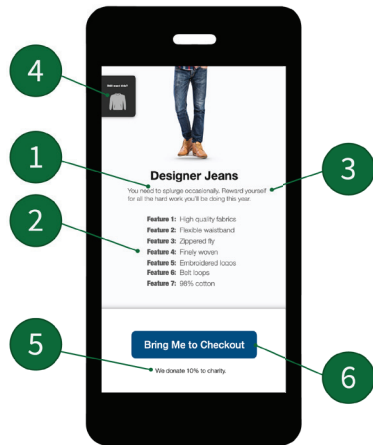 4
1
3
2
5
6
Designer Jeans
You need to splurge occasionally. Reward yourself
for all the hard work you'll be doing this year.
Feature 1: High quality fabrics
Feature 2: Flexible waistband
Feature 3: Zippered fly
Feature 4: Finely woven
Feature 5: Embroidered logos
Feature 6: Belt loops
Feature 7: 98% cotton
Bring Me to Checkout
We donate 10% to charity.